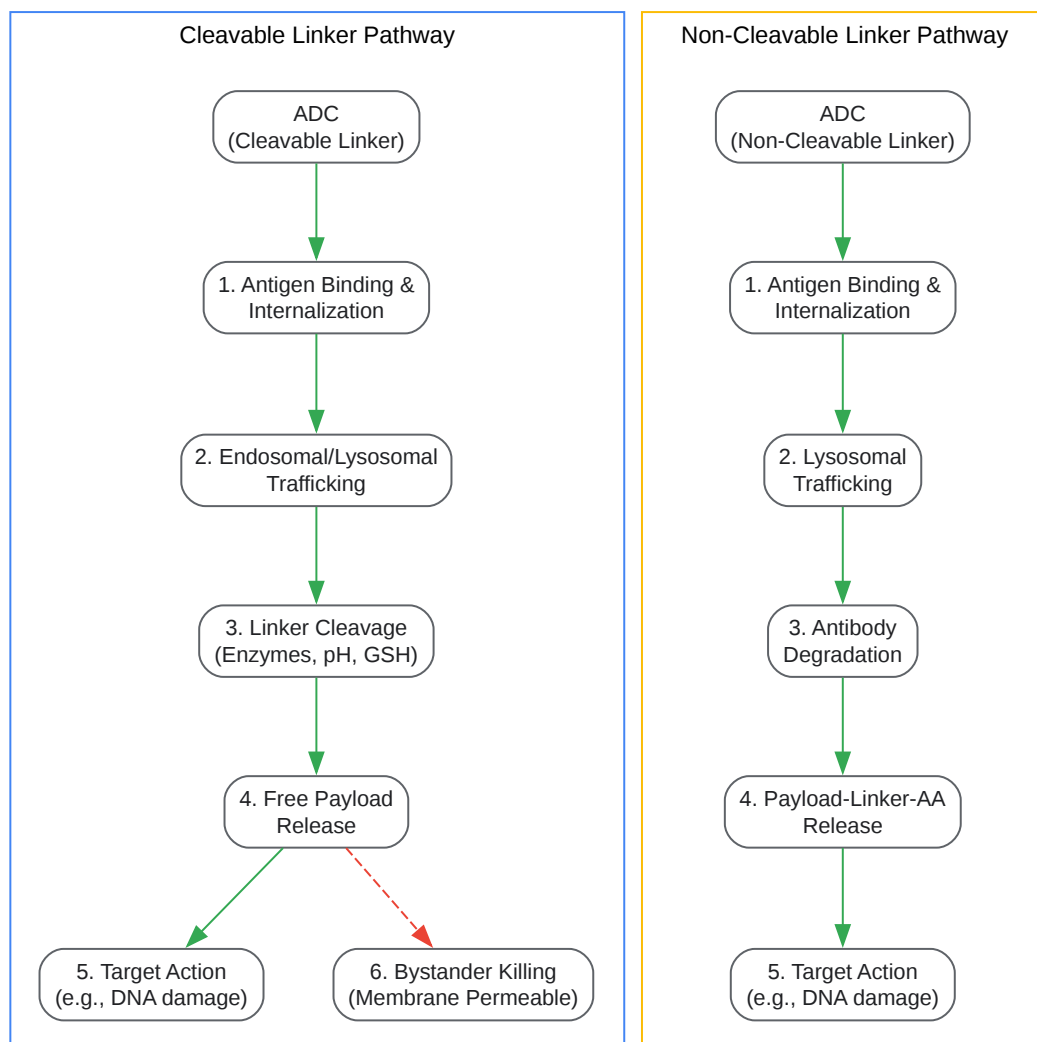 Cleavable Linker Pathway
ADC
(Cleavable Linker)
1. Antigen Binding &
Internalization
2. Endosomal/Lysosomal
Trafficking
3. Linker Cleavage
(Enzymes, pH, GSH)
4. Free Payload
Release
5. Target Action
(e.g., DNA damage)
6. Bystander Killing
(Membrane Permeable)
Non-Cleavable Linker Pathway
ADC
(Non-Cleavable Linker)
1. Antigen Binding &
Internalization
2. Lysosomal
Trafficking
3. Antibody
Degradation
4. Payload-Linker-AA
Release
5. Target Action
(e.g., DNA damage)